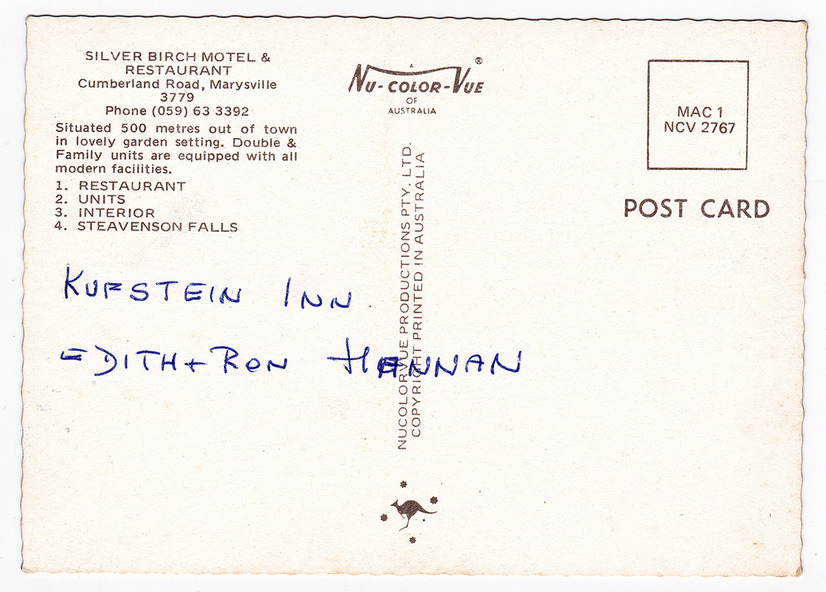 SILVER BIRCH MOTEL &
RESTAURANT
Cumberland Road, Marysville
3779
Phone (059) 63 3392
Situated 500 metres out of town
in lovely garden setting. Double &
Family units are equipped with all
modern facilities.
1. RESTAURANT
2. UNITS
3. INTERIOR
4. STEAVENSON FALLS
A
NU-COLOR-VUE®
OF
AUSTRALIA
MAC 1
NCV 2767
POST CARD
NUCOLORVUE PRODUCTIONS PTY. LTD.
COPYRIGHT PRINTED IN AUSTRALIA
KUFSTEIN INN
EDITH + RON HANNAN